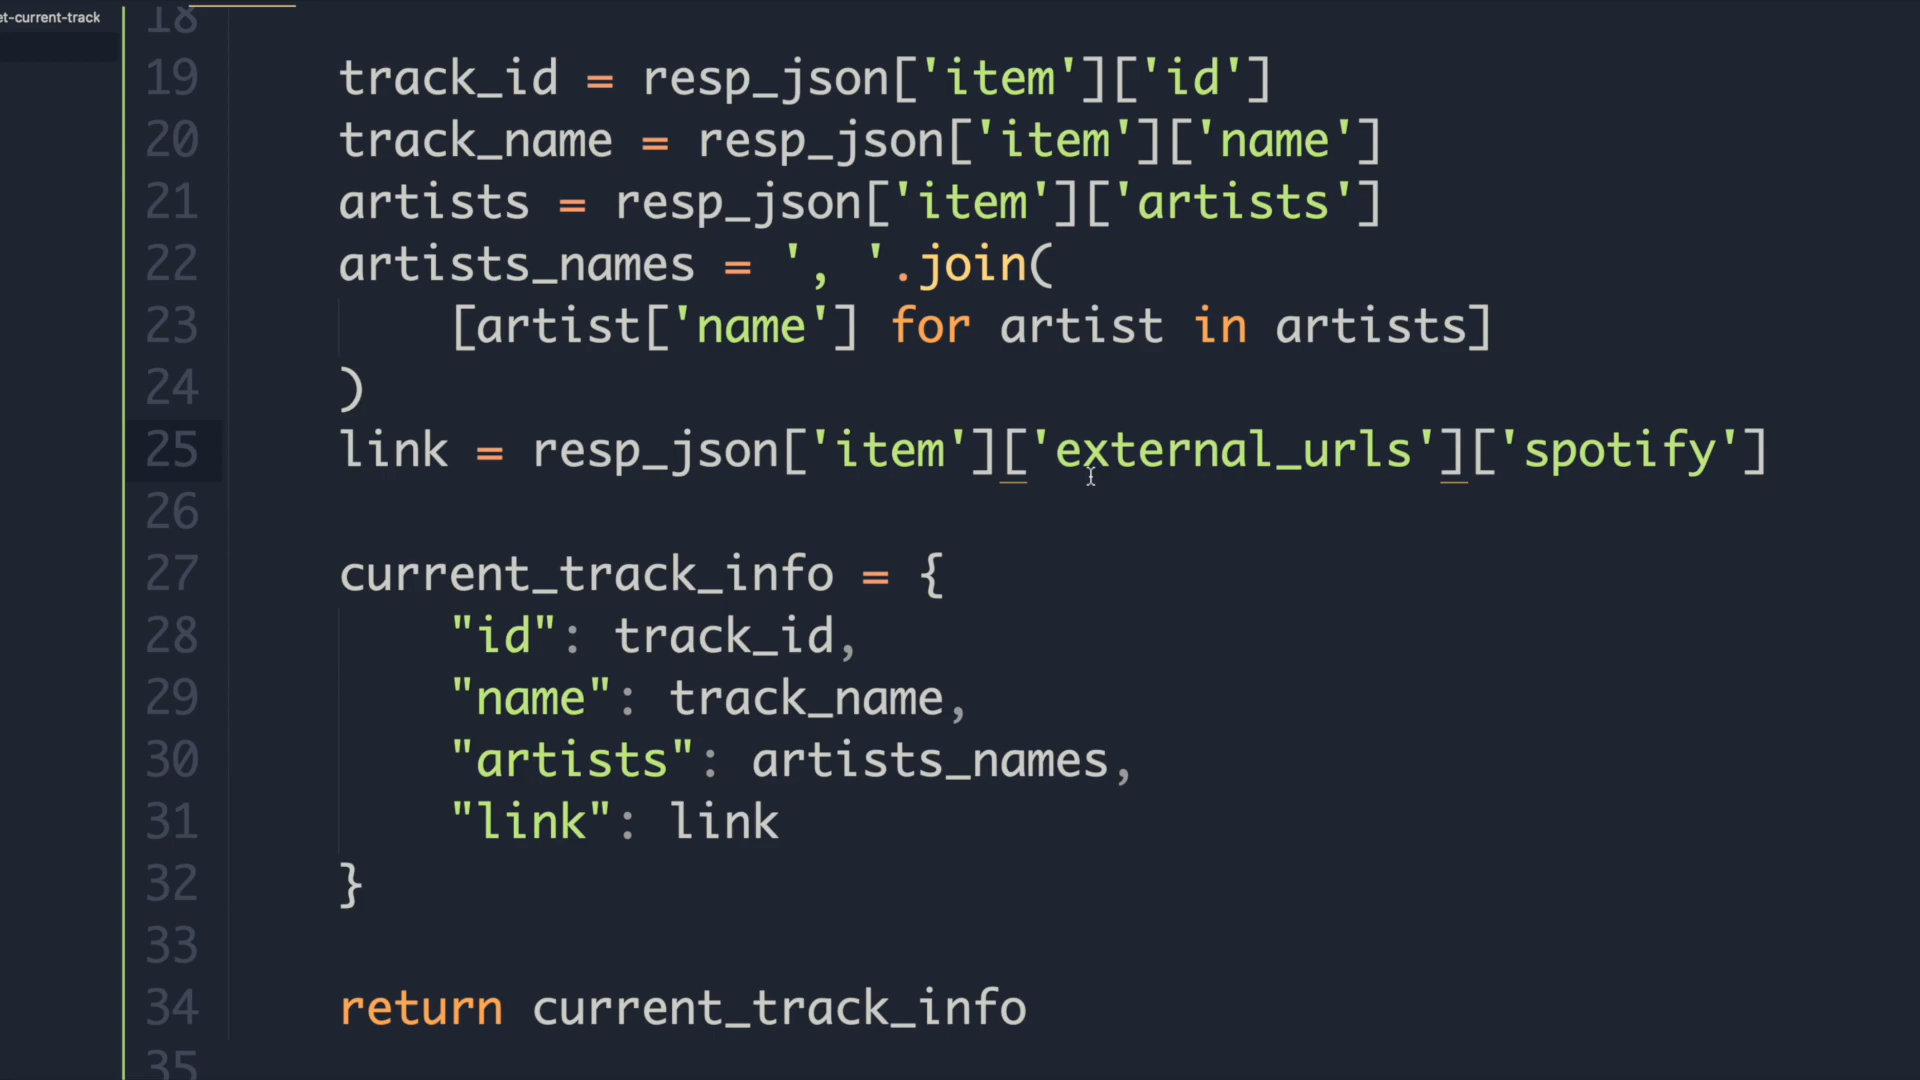 et-current-track
18
19 track_id = resp_json['item']['id']
20 track_name = resp_json['item']['name']
21 artists = resp_json['item']['artists']
22 artists_names = ', '.join(
23 [artist['name'] for artist in artists]
24 )
25 link = resp_json['item']['external_urls']['spotify']
26
27 current_track_info = {
28 "id": track_id,
29 "name": track_name,
30 "artists": artists_names,
31 "link": link
32 }
33
34 return current_track_info
35